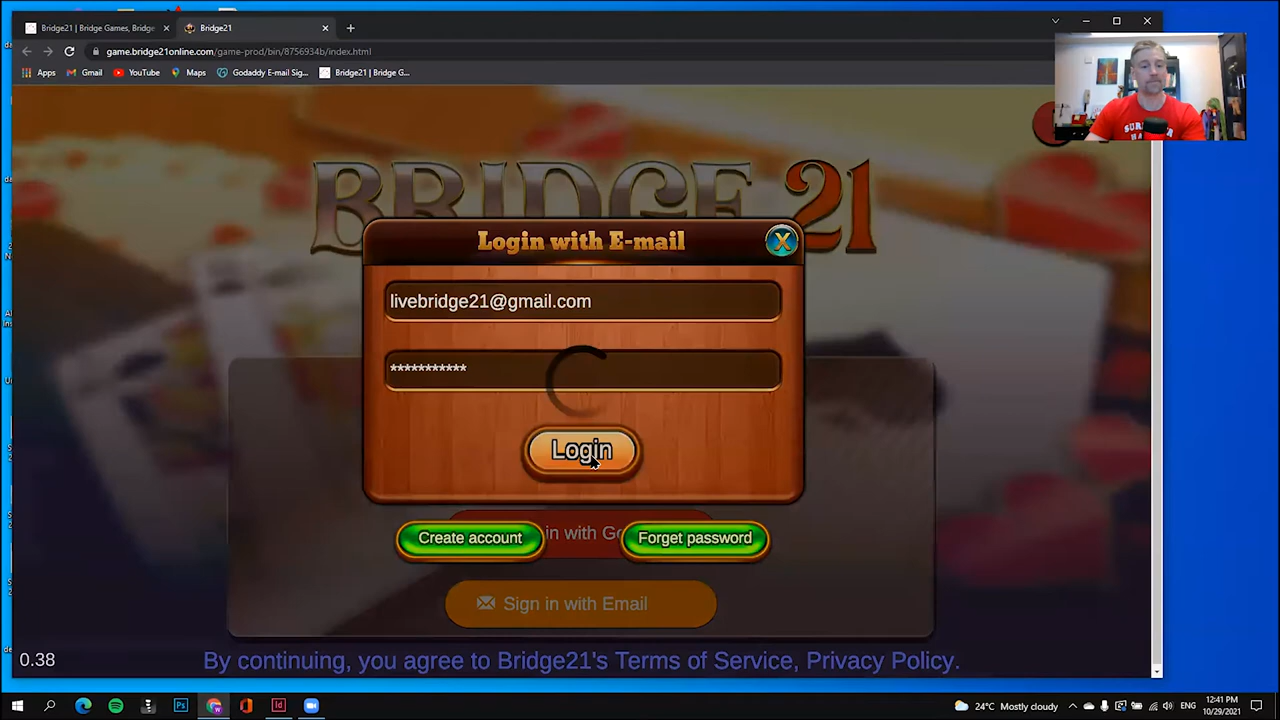 Bridge21 | Bridge Games, Bridge
Bridge21
game.bridge21online.com/game-prod/bin/8756934b/index.html
Apps
Gmail
YouTube
Maps
Godaddy E-mail Sig...
Bridge21 | Bridge G...
BRIDGE 21
Login with E-mail
X
livebridge21@gmail.com
***********
Login
in with Go
Create account
Forget password
Sign in with Email
0.38
By continuing, you agree to Bridge21's Terms of Service, Privacy Policy.
24°C Mostly cloudy
ENG
12:41 PM
10/29/2021